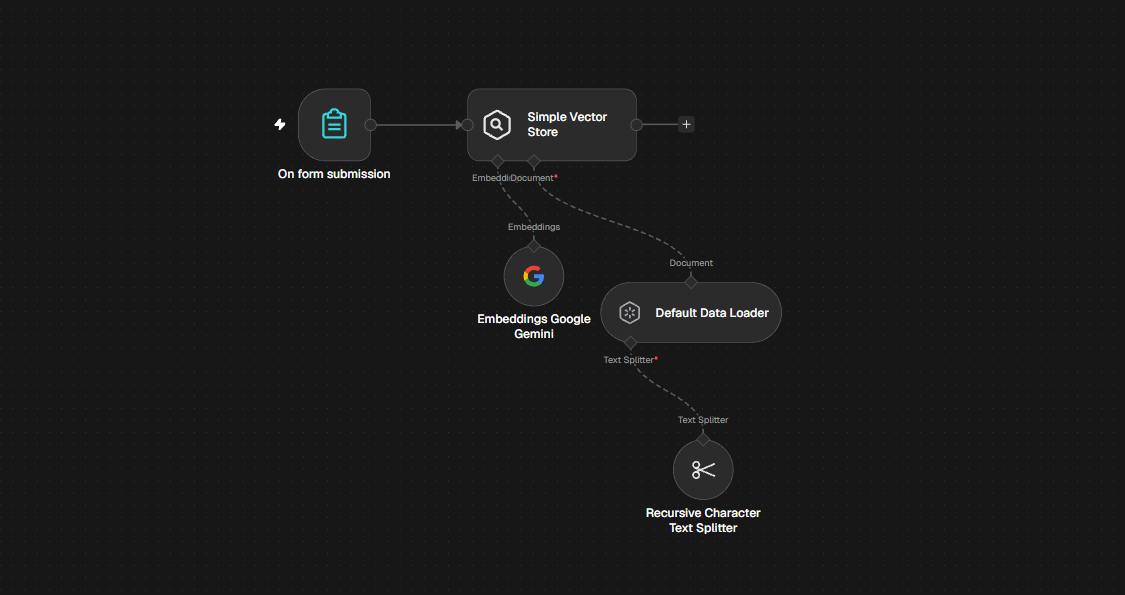 Simple Vector
Store
On form submission
Embeddi
Document*
Embeddings
Document
Default Data Loader
Embeddings Google
Gemini
Text Splitter*
Text Splitter
Recursive Character
Text Splitter